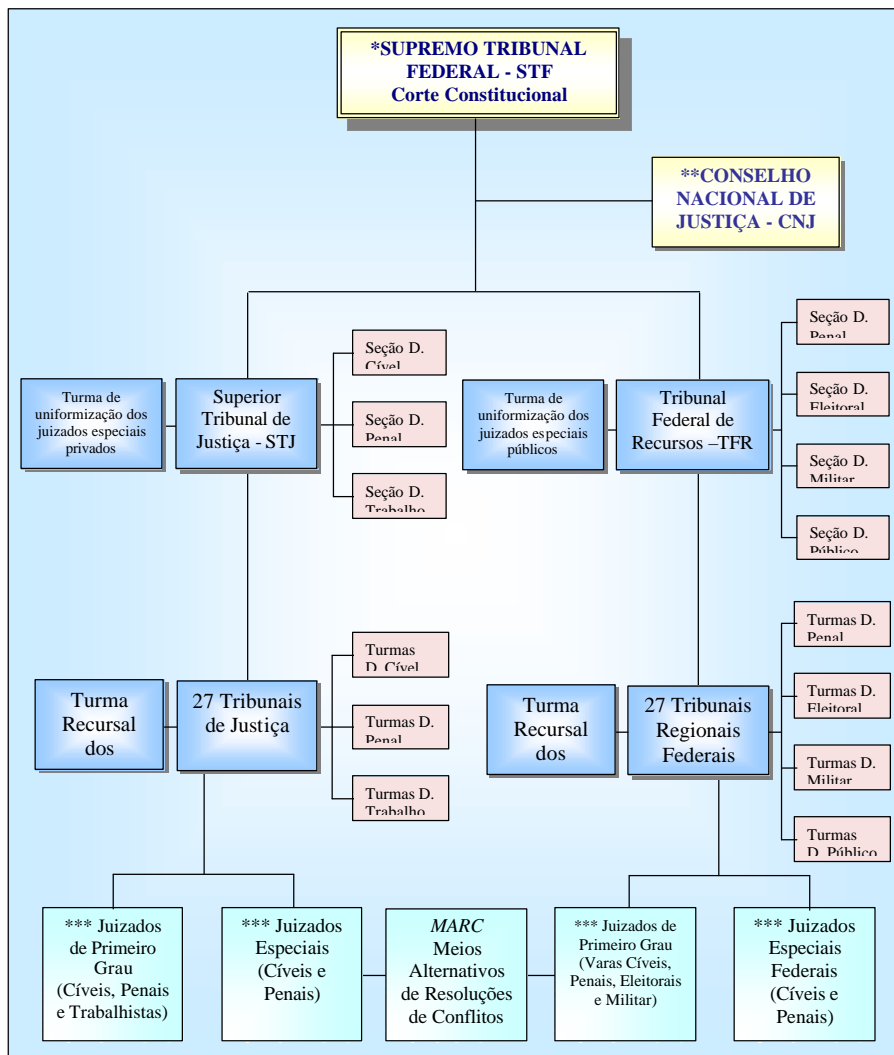 *SUPREMO TRIBUNAL
FEDERAL - STF
Corte Constitucional
**CONSELHO
NACIONAL DE
JUSTIÇA - CNJ
Turma de
uniformização dos
juizados especiais
privados
Superior
Tribunal de
Justiça - STJ
Seção D.
Cível
Seção D.
Penal
Seção D.
Trabalho
Turma de
uniformização dos
juizados especiais
públicos
Tribunal
Federal de
Recursos –TFR
Seção D.
Penal
Seção D.
Eleitoral
Seção D.
Militar
Seção D.
Público
Turma
Recursal
dos
27 Tribunais
de Justiça
Turmas
D. Cível
Turmas D.
Penal
Turmas D.
Trabalho
Turma
Recursal
dos
27 Tribunais
Regionais
Federais
Turmas D.
Penal
Turmas D.
Eleitoral
Turmas D.
Militar
Turmas
D. Público
*** Juizados
de Primeiro
Grau
(Cíveis, Penais
e Trabalhistas)
*** Juizados
Especiais
(Cíveis e
Penais)
MARC
Meios
Alternativos
de Resoluções
de Conflitos
*** Juizados de
Primeiro Grau
(Varas Cíveis,
Penais, Eleitorais
e Militar)
*** Juizados
Especiais
Federais
(Cíveis e
Penais)